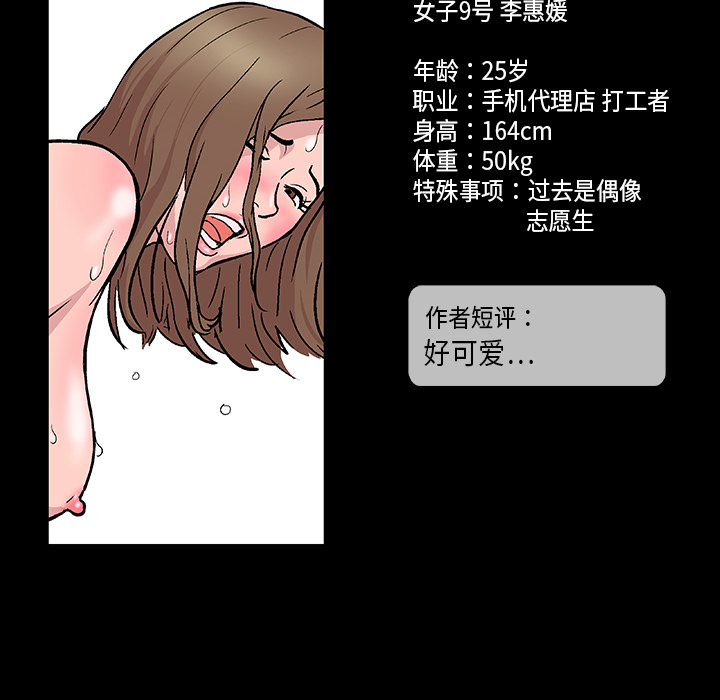 女子9号 李惠媛
年龄：25岁
职业：手机代理店 打工者
身高：164cm
体重：50kg
特殊事项：过去是偶像
志愿生
作者短评：
好可爱...